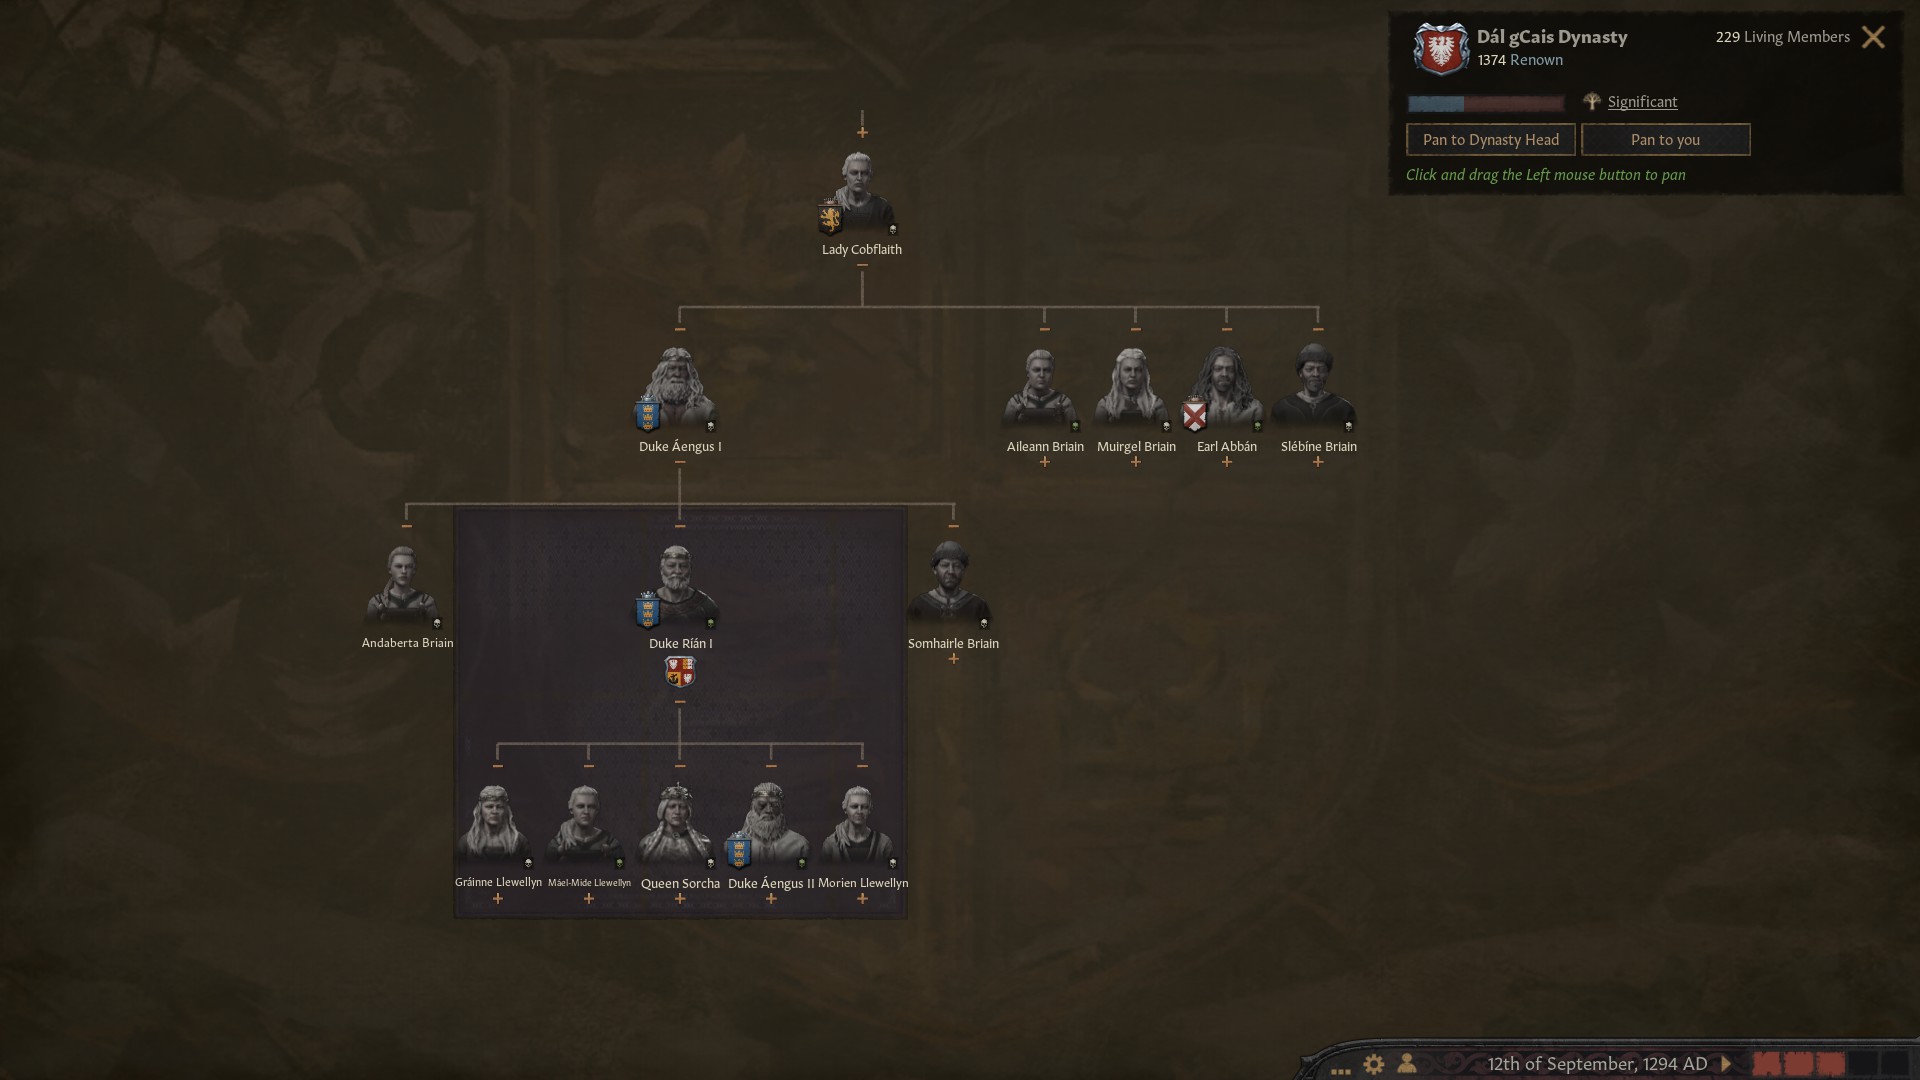 Dál gCais Dynasty
229 Living Members
1374 Renown
Significant
Pan to Dynasty Head
Pan to you
Click and drag the Left mouse button to pan
Lady Cobflaith
Duke Áengus I
Aileann Briain
Muirgel Briain
Earl Abbán
Slébíne Briain
Andaberta Briain
Duke Ríán I
Somhairle Briain
Gráinne Llewellyn
Máel-Mide Llewellyn
Queen Sorcha
Duke Áengus II
Morien Llewellyn
12th of September, 1294 AD